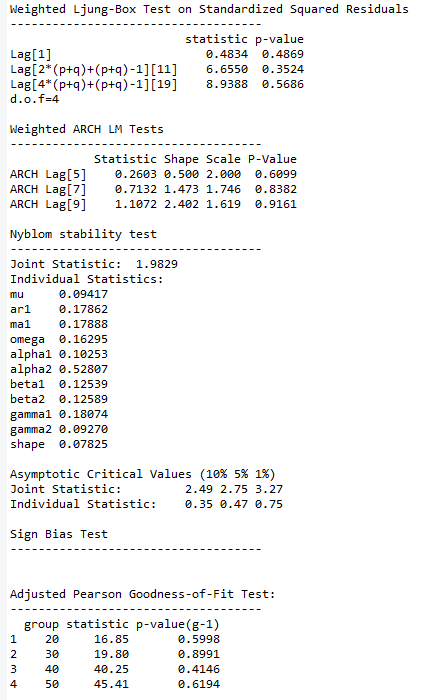 Weighted Ljung-Box Test on Standardized Squared Residuals
------------------------------------
statistic p-value
Lag[1] 0.4834 0.4869
Lag[2*(p+q)+(p+q)-1][11] 6.6550 0.3524
Lag[4*(p+q)+(p+q)-1][19] 8.9388 0.5686
d.o.f=4
Weighted ARCH LM Tests
------------------------------------
Statistic Shape Scale P-Value
ARCH Lag[5] 0.2603 0.500 2.000 0.6099
ARCH Lag[7] 0.7132 1.473 1.746 0.8382
ARCH Lag[9] 1.1072 2.402 1.619 0.9161
Nyblom stability test
------------------------------------
Joint Statistic: 1.9829
Individual Statistics:
mu 0.09417
ar1 0.17862
ma1 0.17888
omega 0.16295
alpha1 0.10253
alpha2 0.52807
beta1 0.12539
beta2 0.12589
gamma1 0.18074
gamma2 0.09270
shape 0.07825
Asymptotic Critical Values (10% 5% 1%)
Joint Statistic: 2.49 2.75 3.27
Individual Statistic: 0.35 0.47 0.75
Sign Bias Test
------------------------------------
Adjusted Pearson Goodness-of-Fit Test:
------------------------------------
group statistic p-value(g-1)
1 20 16.85 0.5998
2 30 19.80 0.8991
3 40 40.25 0.4146
4 50 45.41 0.6194